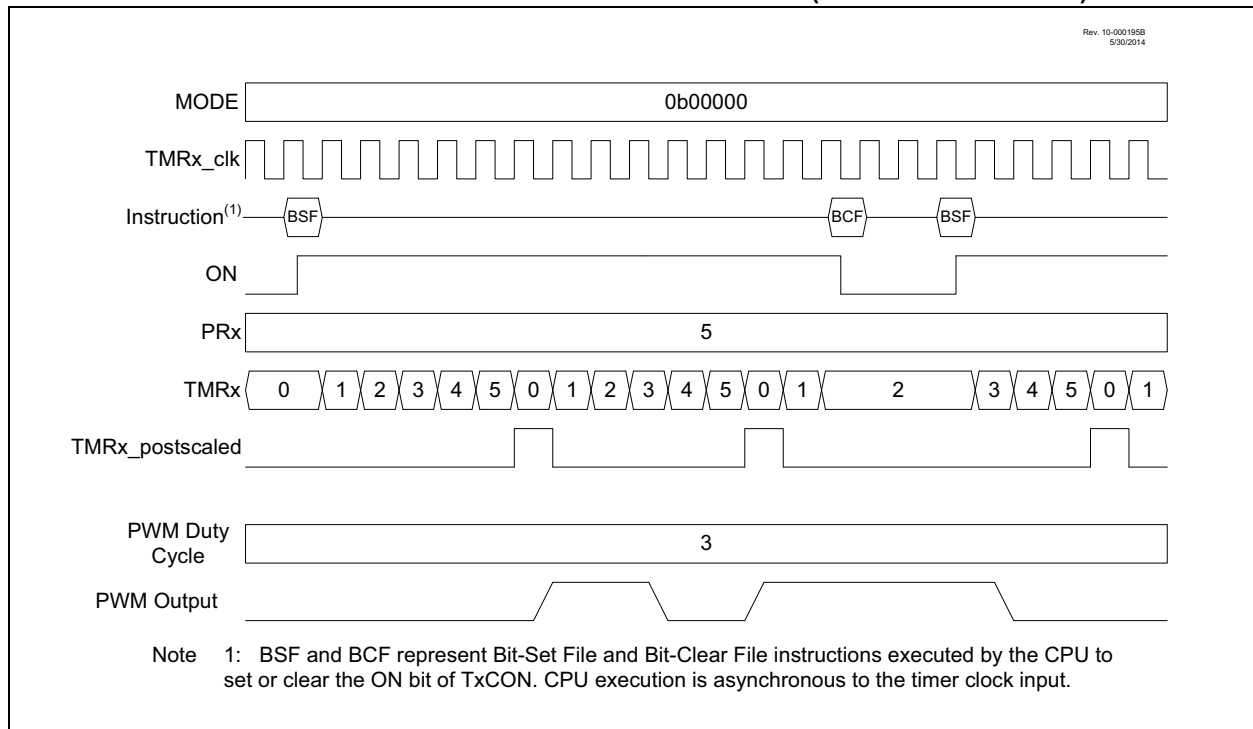 Rev. 10-000195B
5/30/2014
MODE 0b00000
TMRx_clk
Instruction(1) BSF BCF BSF
ON
PRx 5
TMRx 0 1 2 3 4 5 0 1 2 3 4 5 0 1 2 3 4 5 0 1
TMRx_postscaled
PWM Duty
Cycle 3
PWM Output
Note 1: BSF and BCF represent Bit-Set File and Bit-Clear File instructions executed by the CPU to
set or clear the ON bit of TxCON. CPU execution is asynchronous to the timer clock input.